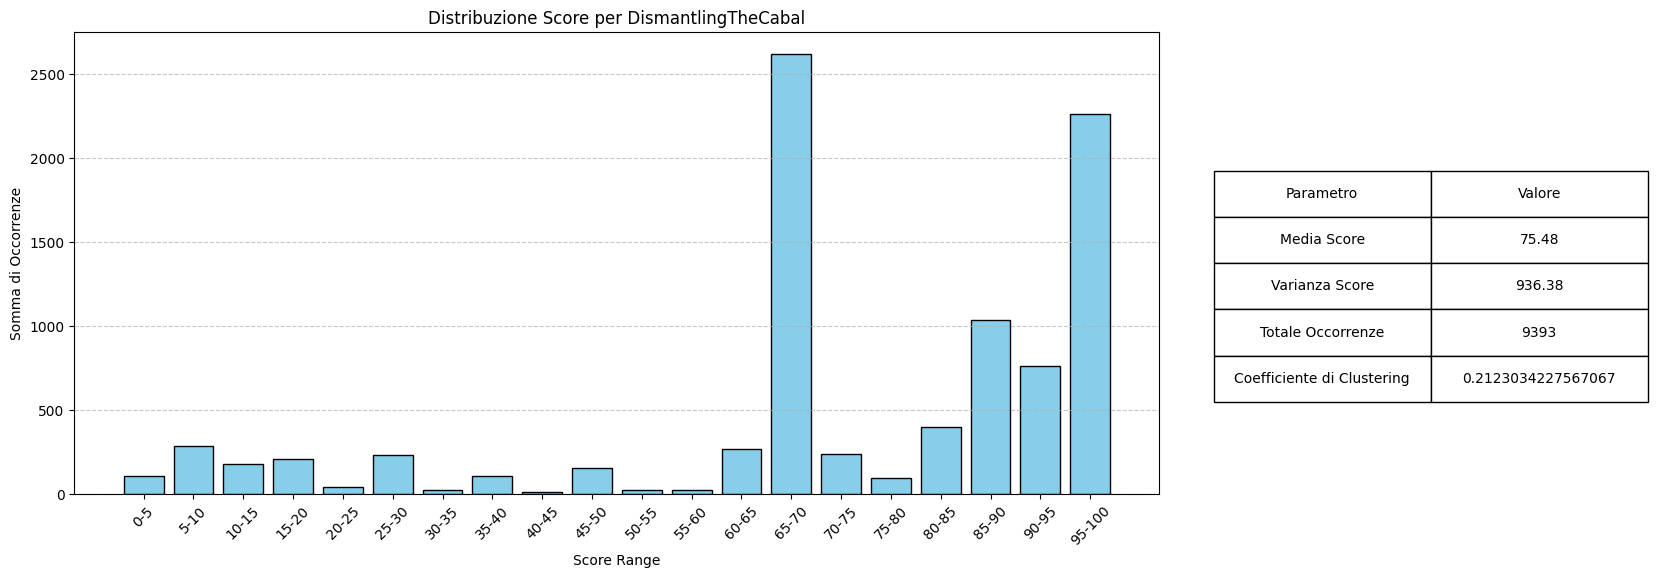 Distribuzione Score per DismantlingTheCabal
Somma di Occorrenze
2500
2000
1500
1000
500
0
0-5 5-10 10-15 15-20 20-25 25-30 30-35 35-40 40-45 45-50 50-55 55-60 60-65 65-70 70-75 75-80 80-85 85-90 90-95 95-100
Score Range
Parametro Valore
Media Score 75.48
Varianza Score 936.38
Totale Occorrenze 9393
Coefficiente di Clustering 0.2123034227567067